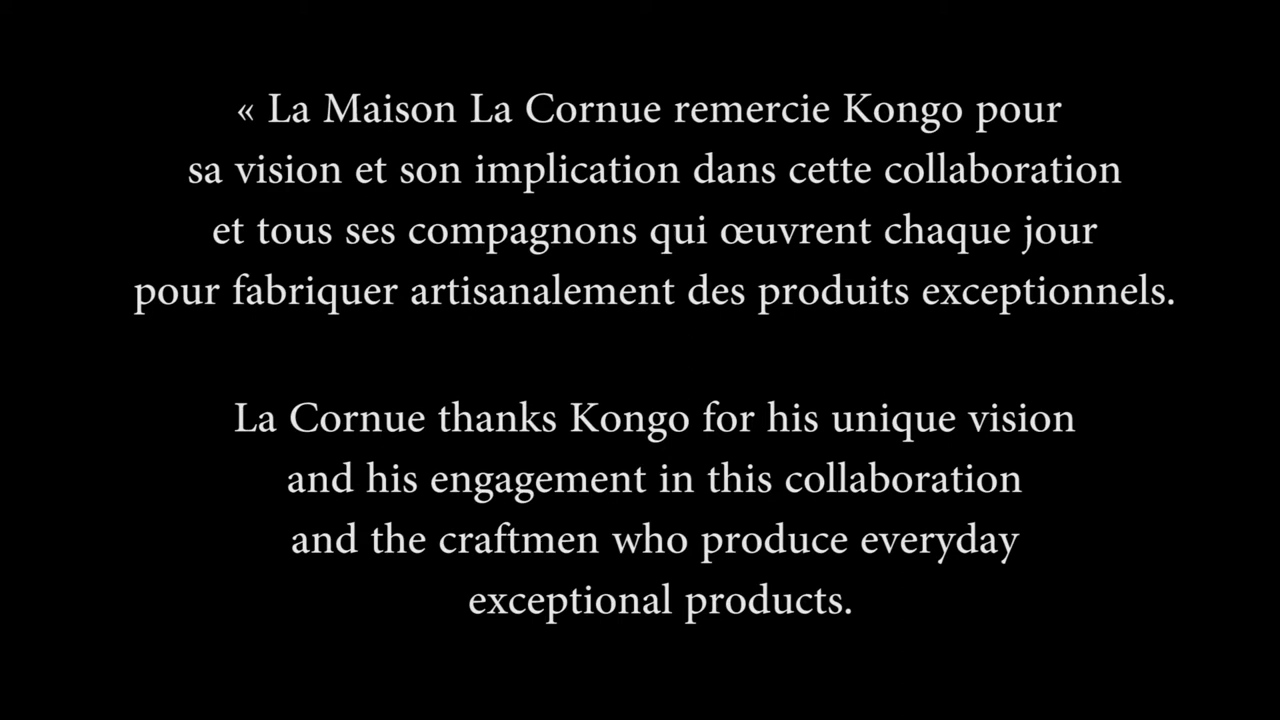 « La Maison La Cornue remercie Kongo pour
sa vision et son implication dans cette collaboration
et tous ses compagnons qui œuvrent chaque jour
pour fabriquer artisanalement des produits exceptionnels.
La Cornue thanks Kongo for his unique vision
and his engagement in this collaboration
and the craftmen who produce everyday
exceptional products.